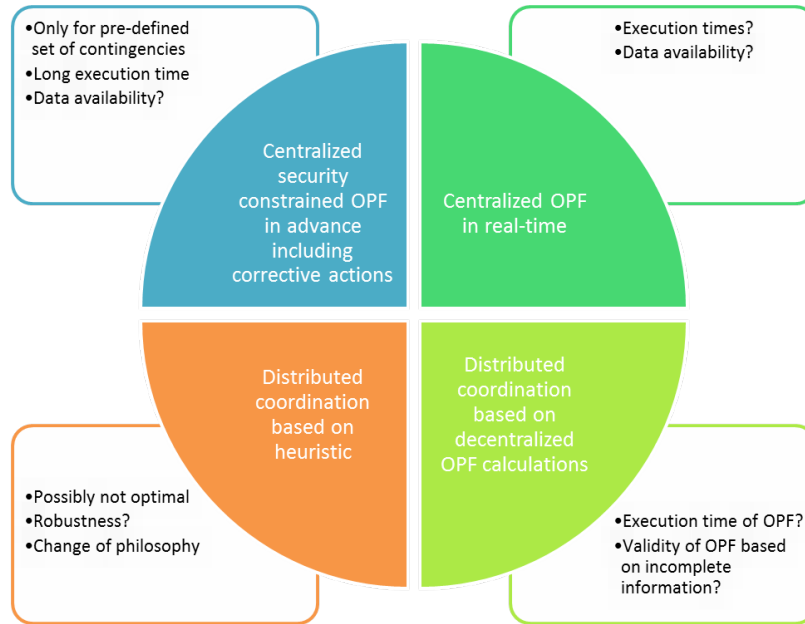 •Only for pre-defined
set of contingencies
•Long execution time
•Data availability?
•Execution times?
•Data availability?
Centralized
security
constrained OPF
in advance
including
corrective actions
Centralized OPF
in real-time
Distributed
coordination
based on
heuristic
Distributed
coordination
based on
decentralized
OPF calculations
•Possibly not optimal
•Robustness?
•Change of philosophy
•Execution time of OPF?
•Validity of OPF based
on incomplete
information?